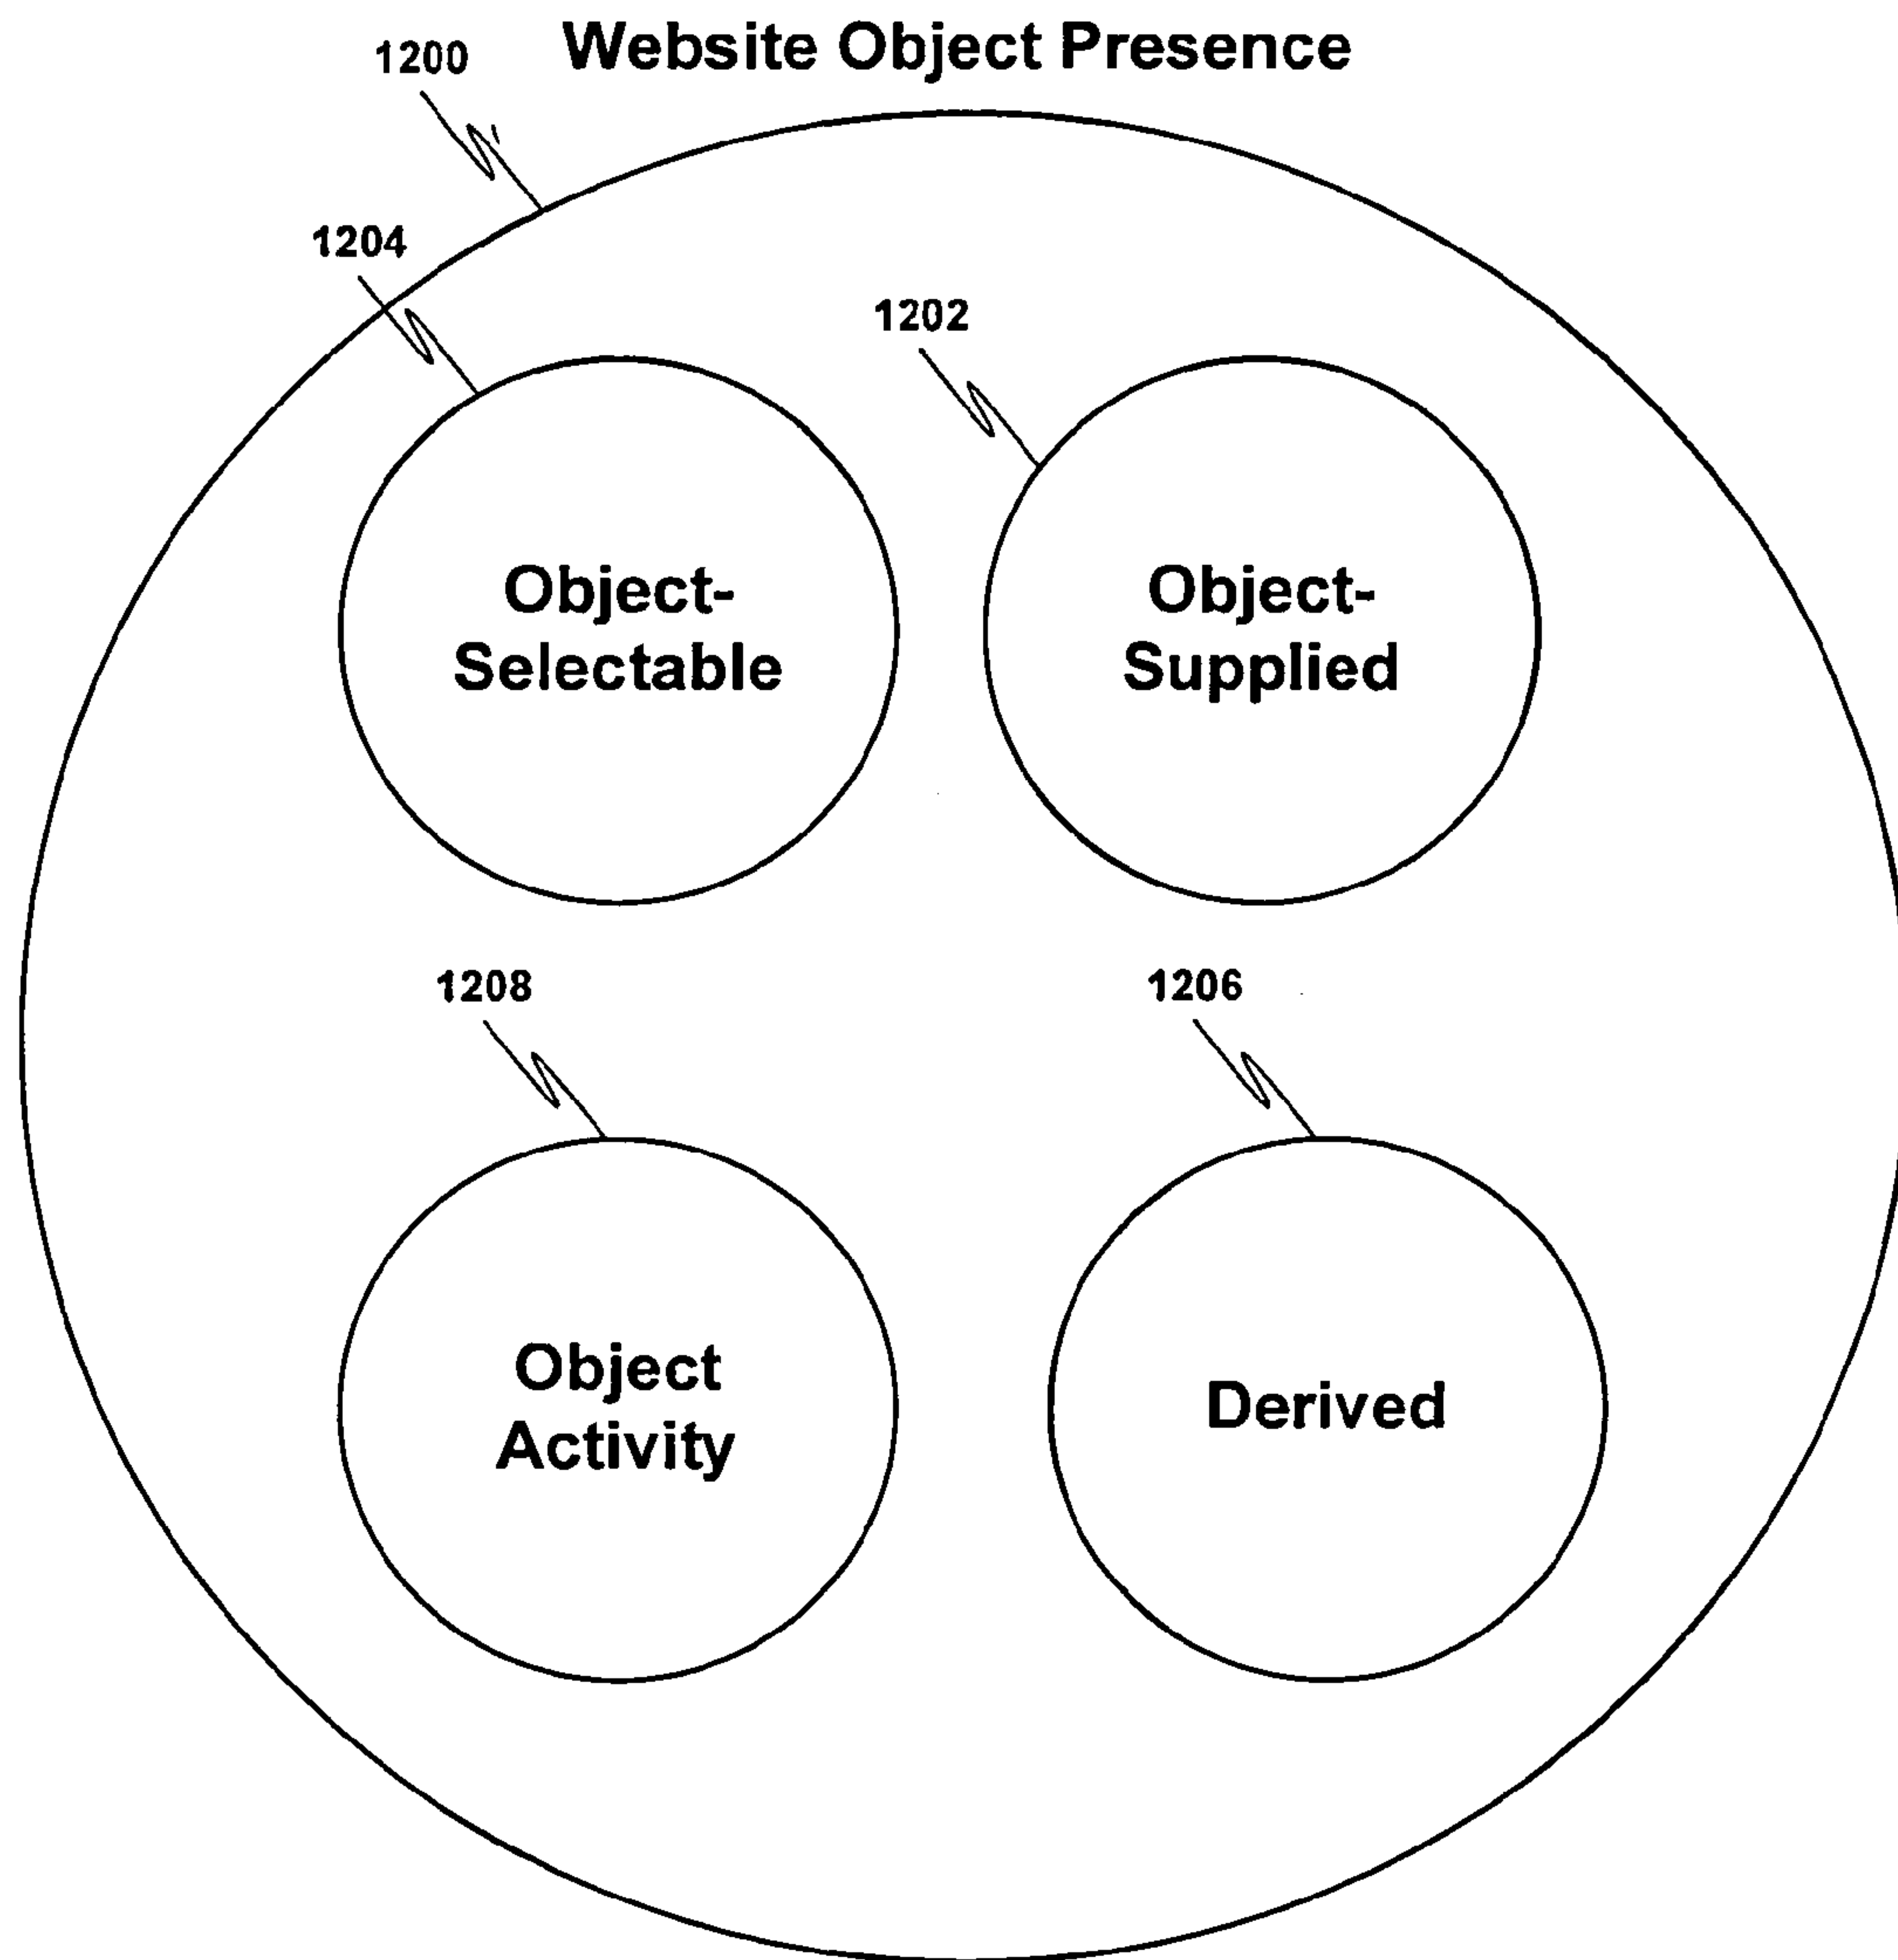 Website Object Presence
1200
1204
1202
Object-
Selectable
Object-
Supplied
1208
1206
Object
Activity
Derived